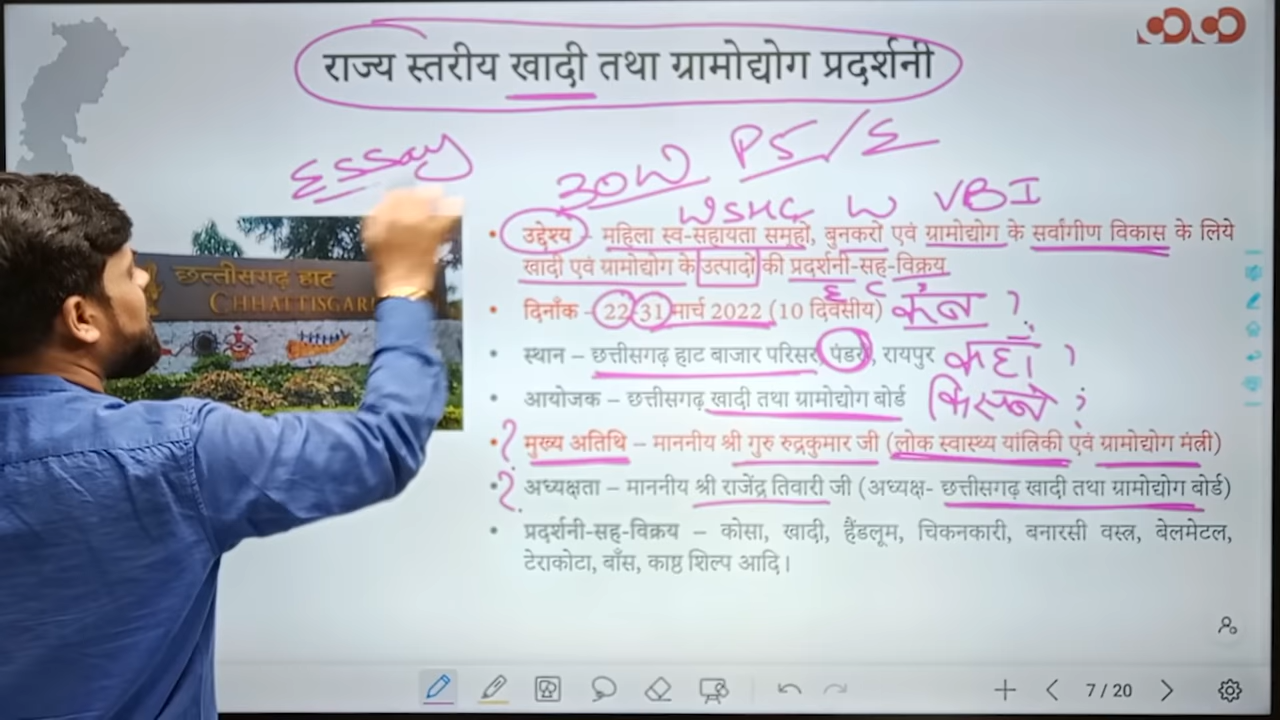 राज्य स्तरीय खादी तथा ग्रामोद्योग प्रदर्शनी
Essay
30W PS/E
WSHG W VBI
• उद्देश्य - महिला स्व-सहायता समूहों, बुनकरों एवं ग्रामोद्योग के सर्वांगीण विकास के लिये
खादी एवं ग्रामोद्योग के उत्पादों की प्रदर्शनी-सह-विक्रय
E C
• दिनाँक - 22-31 मार्च 2022 (10 दिवसीय) कब ?
• स्थान – छत्तीसगढ़ हाट बाजार परिसर, पंडरी, रायपुर कहाँ ?
• आयोजक – छत्तीसगढ़ खादी तथा ग्रामोद्योग बोर्ड किसने ?
• ? मुख्य अतिथि – माननीय श्री गुरु रुद्रकुमार जी (लोक स्वास्थ्य यांत्रिकी एवं ग्रामोद्योग मंत्री)
• ? अध्यक्षता – माननीय श्री राजेंद्र तिवारी जी (अध्यक्ष- छत्तीसगढ़ खादी तथा ग्रामोद्योग बोर्ड)
• प्रदर्शनी-सह-विक्रय – कोसा, खादी, हैंडलूम, चिकनकारी, बनारसी वस्त्र, बेलमेटल,
टेराकोटा, बाँस, काष्ठ शिल्प आदि।
छत्तीसगढ़ हाट
CHHATTISGAR
7 / 20